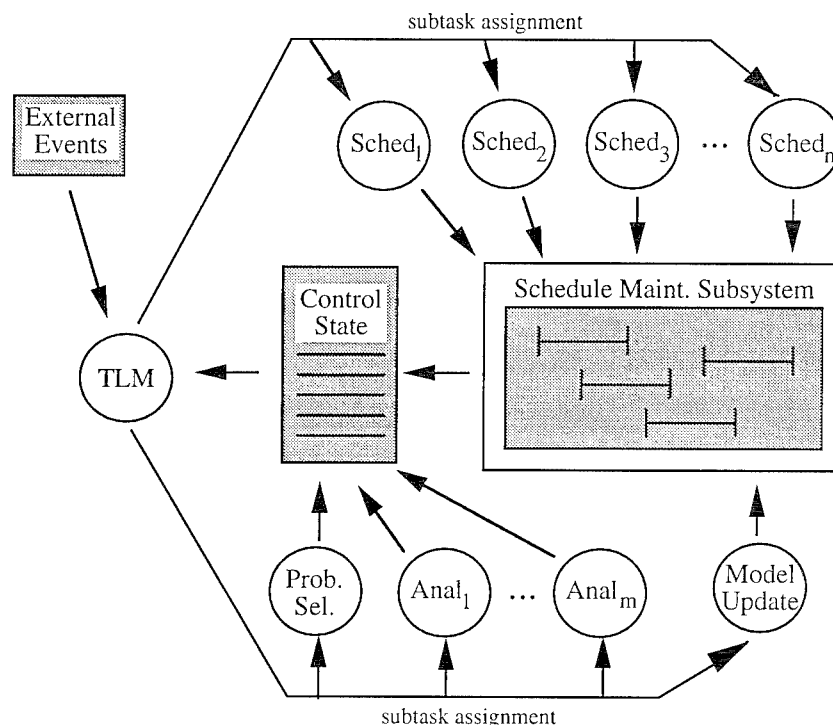 subtask assignment
External
Events
Sched1
Sched2
Sched3
...
Schedn
Control
State
Schedule Maint. Subsystem
TLM
Prob.
Sel.
Anal1
...
Analm
Model
Update
subtask assignment